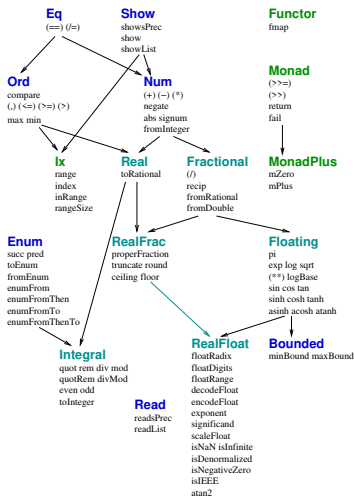 Eq
(==) (/=)
Show
showsPrec
show
showList
Functor
fmap
Ord
compare
(,) (<=) (>=) (>)
max min
Num
(+) (−) (*)
negate
abs signum
fromInteger
Monad
(>>=)
(>>)
return
fail
Ix
range
index
inRange
rangeSize
Real
toRational
Fractional
(/)
recip
fromRational
fromDouble
MonadPlus
mZero
mPlus
Enum
succ pred
toEnum
fromEnum
enumFrom
enumFromThen
enumFromTo
enumFromThenTo
RealFrac
properFraction
truncate round
ceiling floor
Floating
pi
exp log sqrt
(**) logBase
sin cos tan
sinh cosh tanh
asinh acosh atanh
Integral
quot rem div mod
quotRem divMod
even odd
toInteger
RealFloat
floatRadix
floatDigits
floatRange
decodeFloat
encodeFloat
exponent
significand
scaleFloat
isNaN isInfinite
isDenormalized
isNegativeZero
isIEEE
atan2
Bounded
minBound maxBound
Read
readsPrec
readList